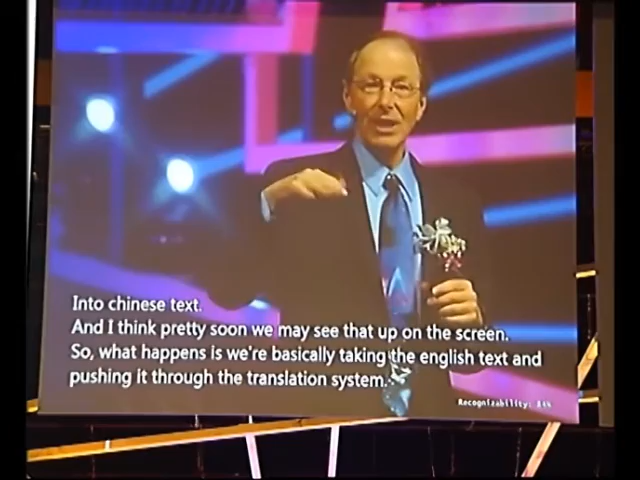 Into chinese text.
And I think pretty soon we may see that up on the screen.
So, what happens is we're basically taking the english text and
pushing it through the translation system.
Recognizability: